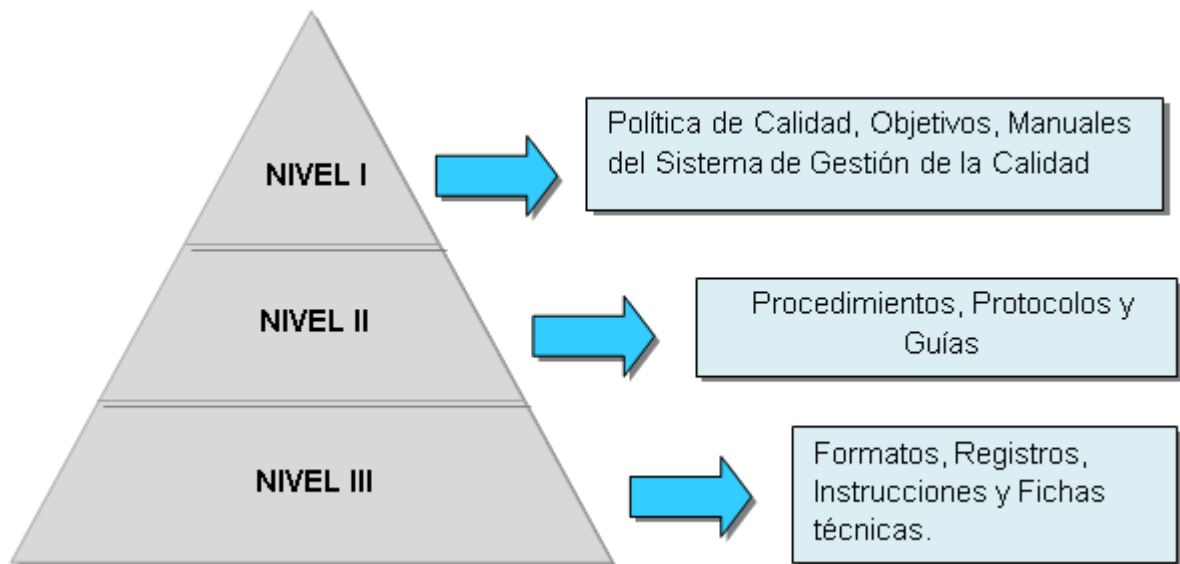 NIVEL I
Política de Calidad, Objetivos, Manuales
del Sistema de Gestión de la Calidad
NIVEL II
Procedimientos, Protocolos y
Guías
NIVEL III
Formatos, Registros,
Instrucciones y Fichas
técnicas.